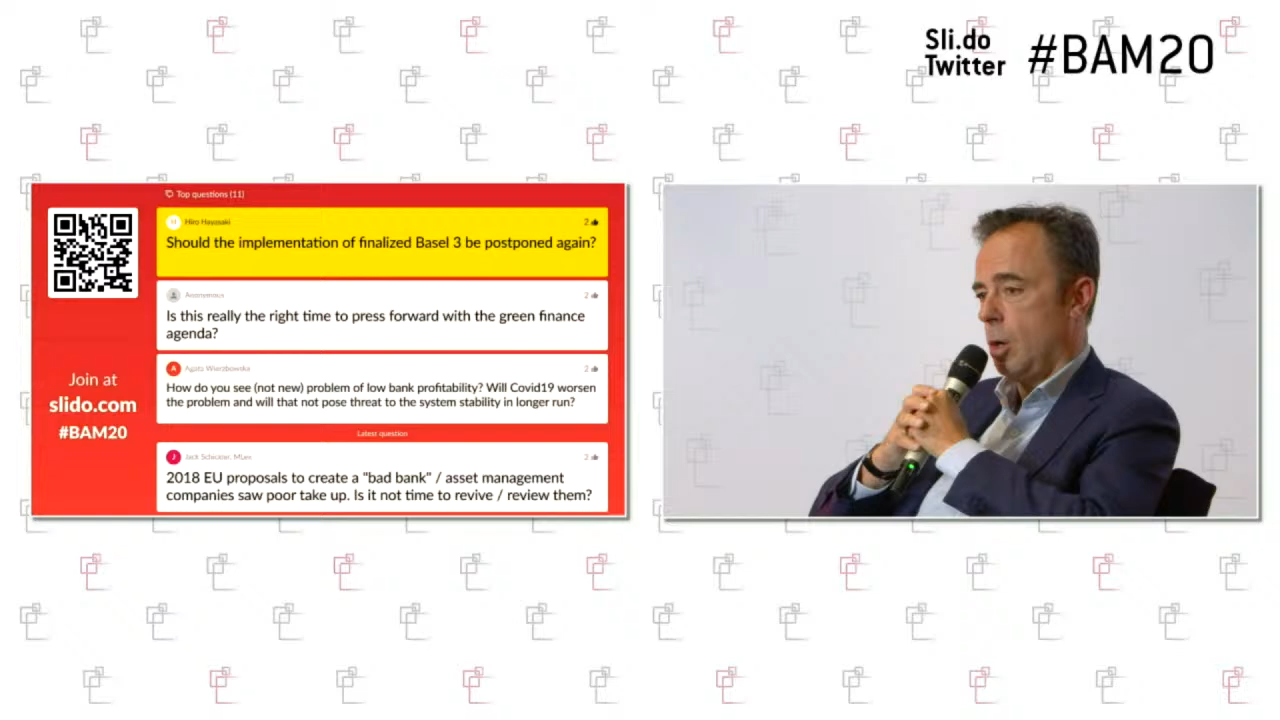 Sli.do
Twitter
#BAM20
Top questions (11)
2
Should the implementation of finalized Basel 3 be postponed again?
Anonymous
2
Is this really the right time to press forward with the green finance
agenda?
A Agata Wierzbowska
2
How do you see (not new) problem of low bank profitability? Will Covid19 worsen
the problem and will that not pose threat to the system stability in longer run?
Latest question
J Jack Schickler, MLex
2
2018 EU proposals to create a "bad bank" / asset management
companies saw poor take up. Is it not time to revive / review them?
Join at
slido.com
#BAM20